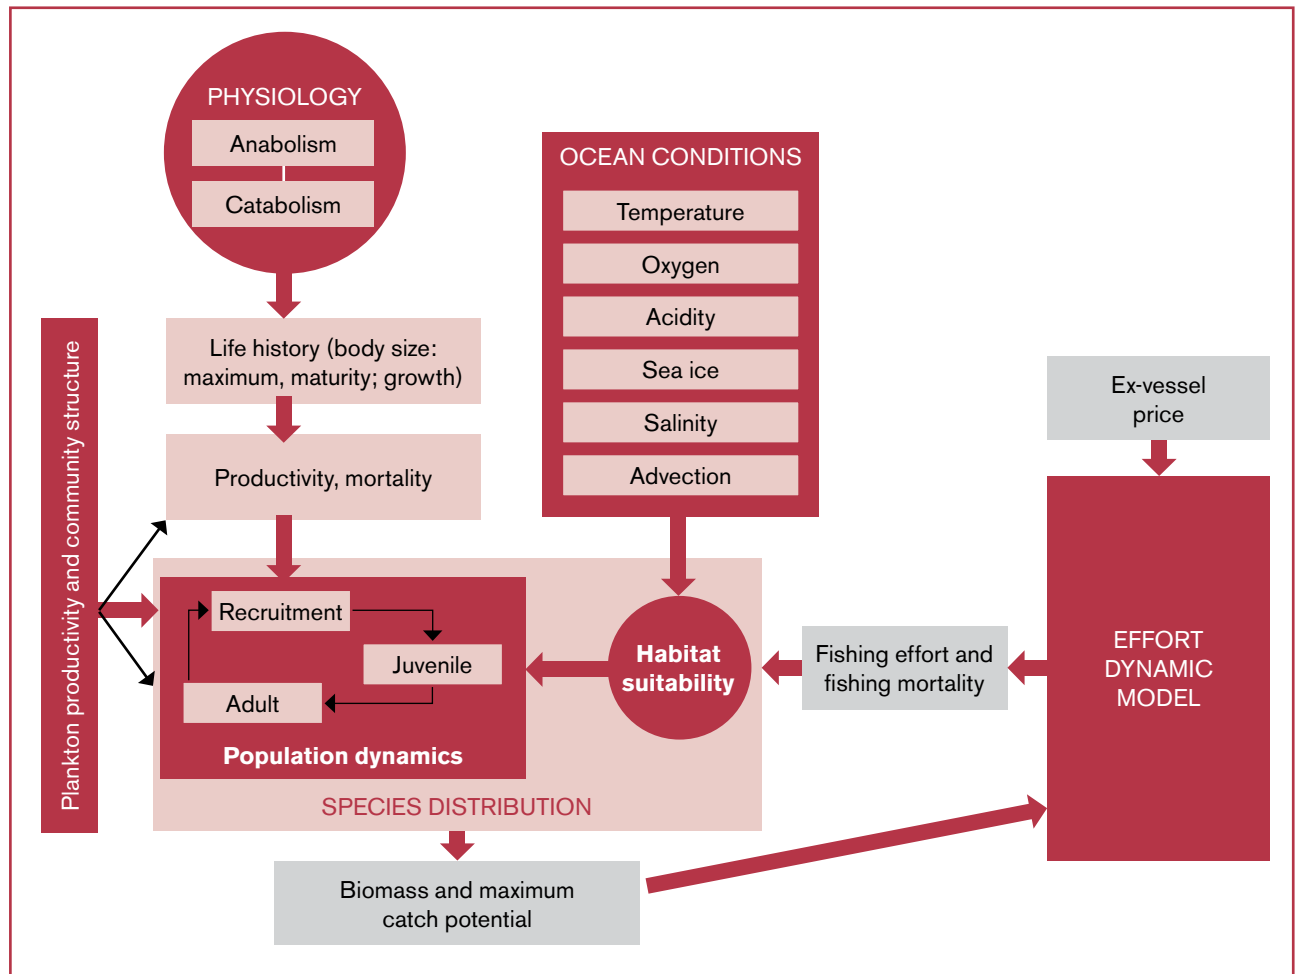 PHYSIOLOGY
Anabolism
Catabolism
OCEAN CONDITIONS
Temperature
Oxygen
Acidity
Sea ice
Salinity
Advection
Plankton productivity and community structure
Life history (body size:
maximum, maturity; growth)
Productivity, mortality
Ex-vessel
price
Recruitment
Juvenile
Adult
Population dynamics
Habitat
suitability
Fishing effort and
fishing mortality
EFFORT
DYNAMIC
MODEL
SPECIES DISTRIBUTION
Biomass and maximum
catch potential